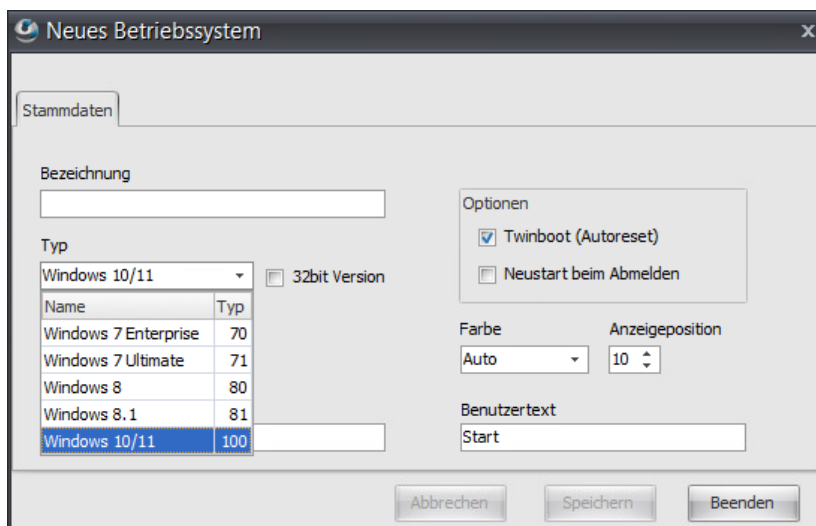 Neues Betriebssystem
x
Stammdaten
Bezeichnung
Typ
Windows 10/11
32bit Version
Name Typ
Windows 7 Enterprise 70
Windows 7 Ultimate 71
Windows 8 80
Windows 8.1 81
Windows 10/11 100
Optionen
Twinboot (Autoreset)
Neustart beim Abmelden
Farbe Anzeigeposition
Auto 10
Benutzertext
Start
Abbrechen Speichern Beenden